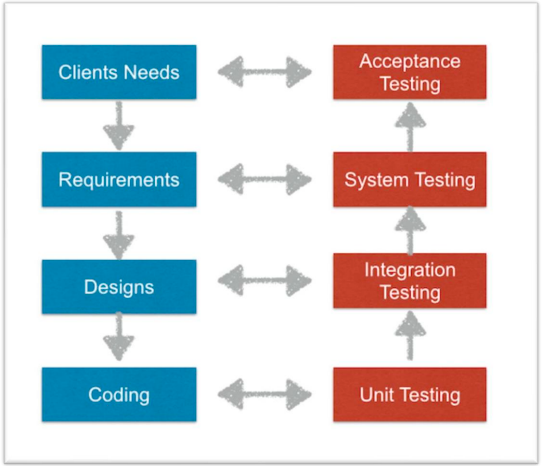 Clients Needs
Acceptance
Testing
Requirements
System Testing
Designs
Integration
Testing
Coding
Unit Testing